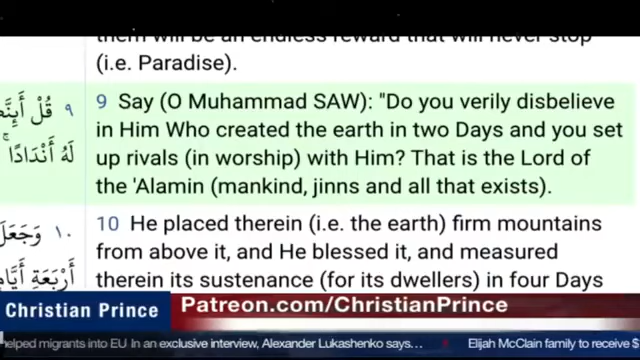 them will be an endless reward that will never stop
(i.e. Paradise).
٩ قُلْ أَئِنَّ
9 Say (O Muhammad SAW): "Do you verily disbelieve
in Him Who created the earth in two Days and you set
لَهُ أَنْدَادًا
up rivals (in worship) with Him? That is the Lord of
the 'Alamin (mankind, jinns and all that exists).
١٠ وَجَعَلَ
10 He placed therein (i.e. the earth) firm mountains
from above it, and He blessed it, and measured
أَرْبَعَةِ أَيَّامٍ
therein its sustenance (for its dwellers) in four Days
Christian Prince
Patreon.com/ChristianPrince
helped migrants into EU In an exclusive interview, Alexander Lukashenko says...
Elijah McClain family to receive $